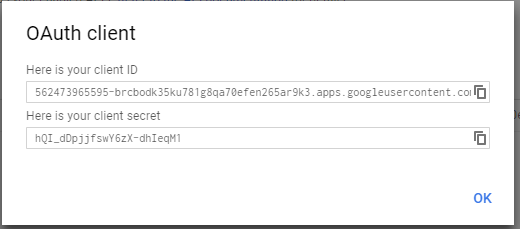 OAuth client
Here is your client ID
562473965595-brcbodk35ku781g8qa70efen265ar9k3.apps.googleusercontent.co
Here is your client secret
hQI_dDpjjfswY6zX-dhIeqM1
OK